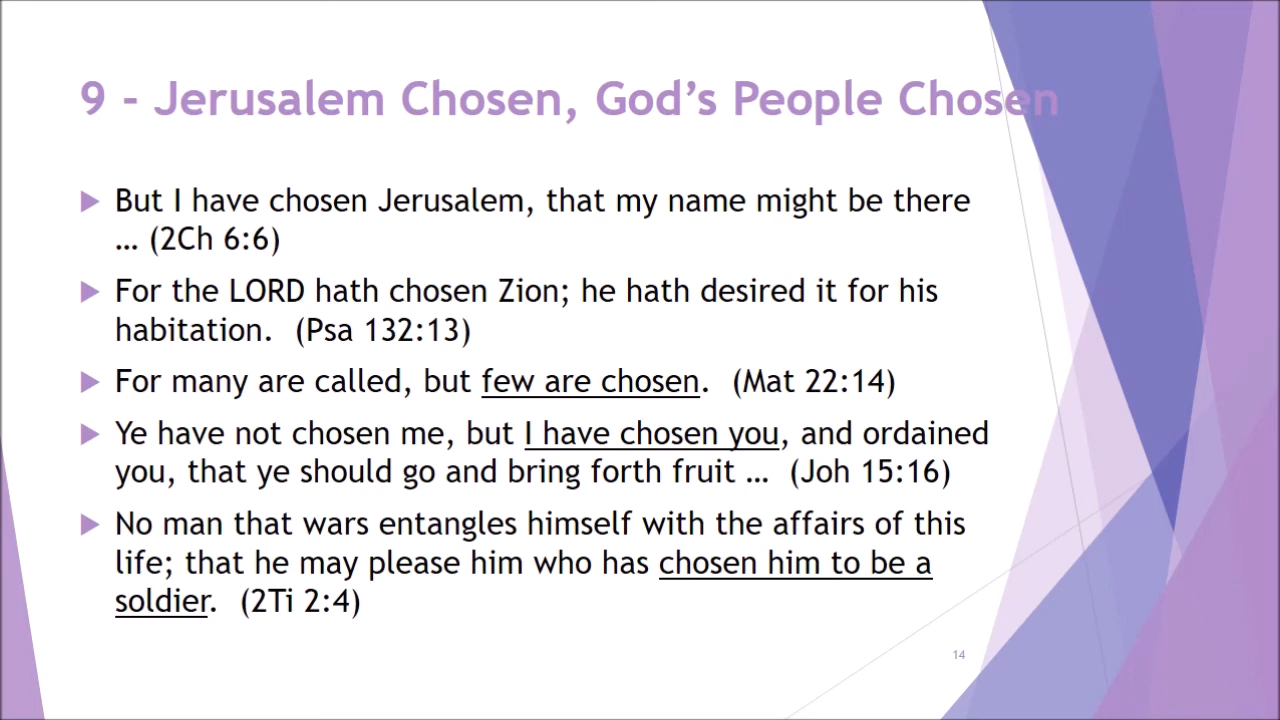 9 - Jerusalem Chosen, God’s People Chosen
But I have chosen Jerusalem, that my name might be there
… (2Ch 6:6)
For the LORD hath chosen Zion; he hath desired it for his
habitation. (Psa 132:13)
For many are called, but few are chosen. (Mat 22:14)
Ye have not chosen me, but I have chosen you, and ordained
you, that ye should go and bring forth fruit … (Joh 15:16)
No man that wars entangles himself with the affairs of this
life; that he may please him who has chosen him to be a
soldier. (2Ti 2:4)
14